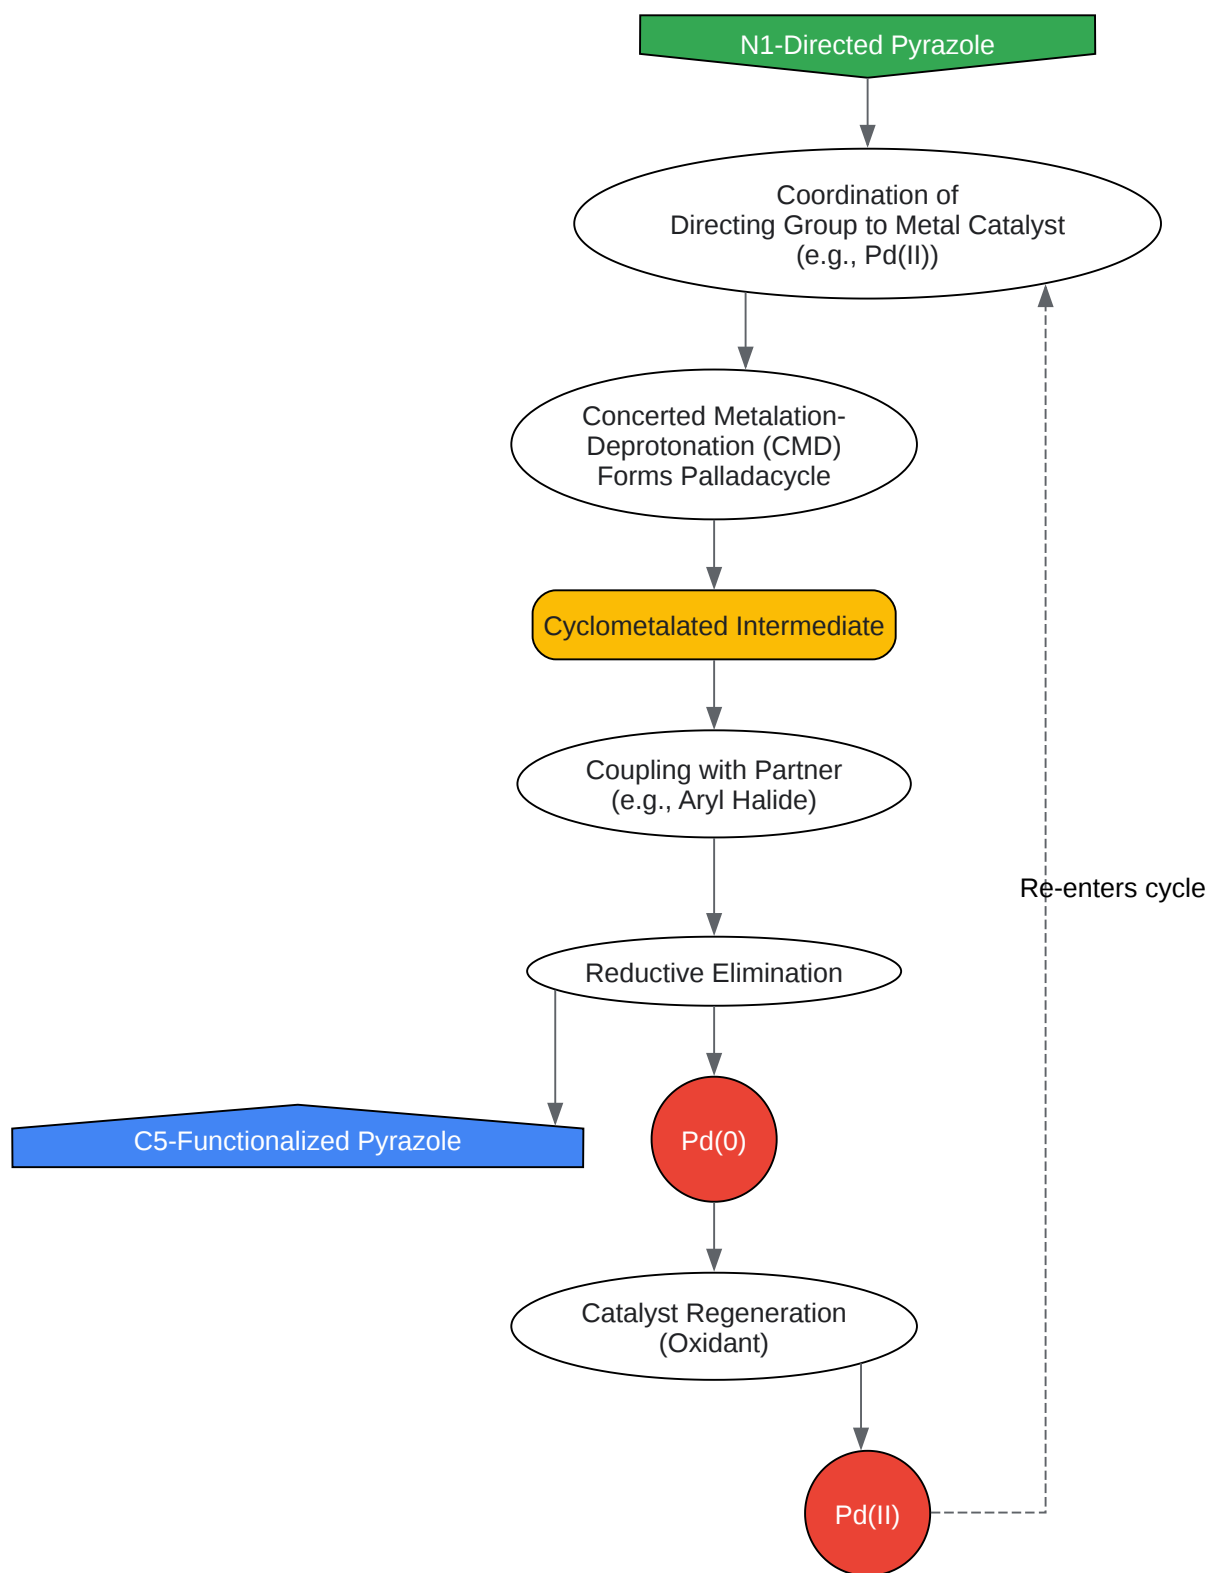 N1-Directed Pyrazole
Coordination of
Directing Group to Metal Catalyst
(e.g., Pd(II))
Concerted Metalation-
Deprotonation (CMD)
Forms Palladacycle
Cyclometalated Intermediate
Coupling with Partner
(e.g., Aryl Halide)
Re-enters cycle
Reductive Elimination
C5-Functionalized Pyrazole
Pd(0)
Catalyst Regeneration
(Oxidant)
Pd(II)